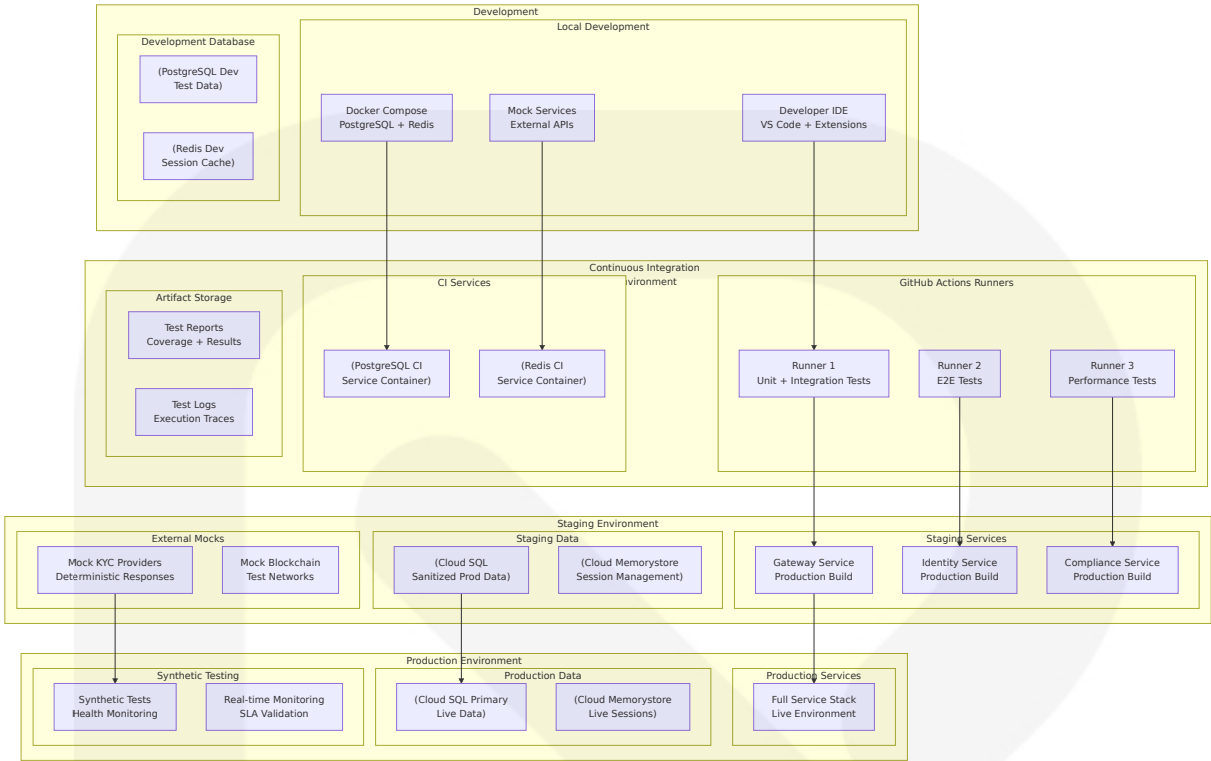 Development
Local Development
Development Database
(PostgreSQL Dev
Test Data)
(Redis Dev
Session Cache)
Docker Compose
PostgreSQL + Redis
Mock Services
External APIs
Developer IDE
VS Code + Extensions
Continuous Integration
vironment
Artifact Storage
Test Reports
Coverage + Results
Test Logs
Execution Traces
CI Services
(PostgreSQL CI
Service Container)
(Redis CI
Service Container)
GitHub Actions Runners
Runner 1
Unit + Integration Tests
Runner 2
E2E Tests
Runner 3
Performance Tests
Staging Environment
External Mocks
Mock KYC Providers
Deterministic Responses
Mock Blockchain
Test Networks
Staging Data
(Cloud SQL
Sanitized Prod Data)
(Cloud Memorystore
Session Management)
Staging Services
Gateway Service
Production Build
Identity Service
Production Build
Compliance Service
Production Build
Production Environment
Synthetic Testing
Synthetic Tests
Health Monitoring
Real-time Monitoring
SLA Validation
Production Data
(Cloud SQL Primary
Live Data)
(Cloud Memorystore
Live Sessions)
Production Services
Full Service Stack
Live Environment